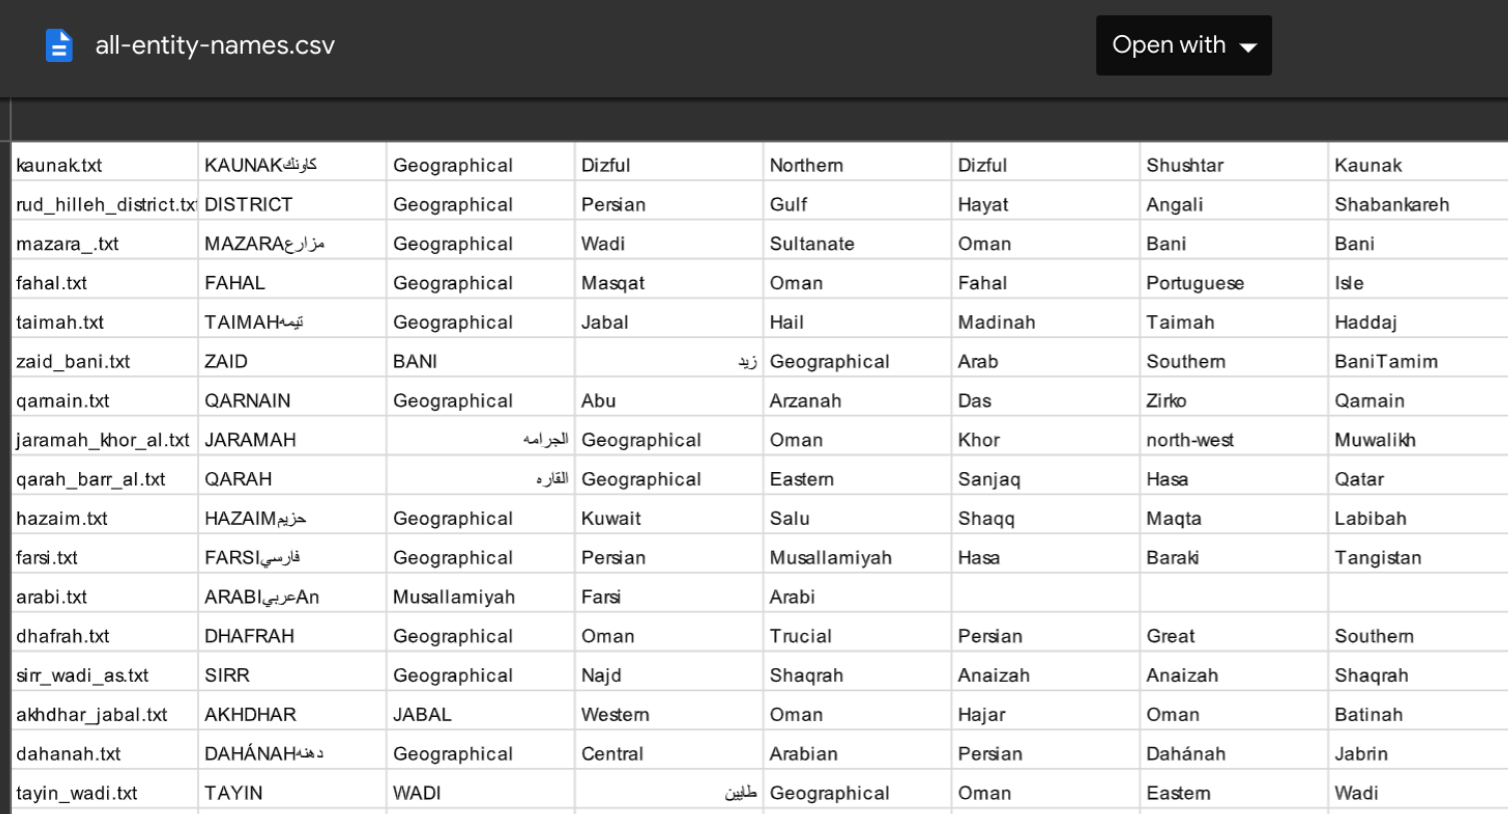 all-entity-names.csv Open with
kaunak.txt KAUNAKكاونك Geographical Dizful Northern Dizful Shushtar Kaunak
rud_hilleh_district.txt DISTRICT Geographical Persian Gulf Hayat Angali Shabankareh
mazara_.txt MAZARAمزارع Geographical Wadi Sultanate Oman Bani Bani
fahal.txt FAHAL Geographical Masqat Oman Fahal Portuguese Isle
taimah.txt TAIMAHتيمه Geographical Jabal Hail Madinah Taimah Haddaj
zaid_bani.txt ZAID BANI زيد Geographical Arab Southern BaniTamim
qarnain.txt QARNAIN Geographical Abu Arzanah Das Zirko Qarnain
jaramah_khor_al.txt JARAMAH الجرامه Geographical Oman Khor north-west Muwalikh
qarah_barr_al.txt QARAH القاره Geographical Eastern Sanjaq Hasa Qatar
hazaim.txt HAZAIMحزيم Geographical Kuwait Salu Shaqq Maqta Labibah
farsi.txt FARSIفارسي Geographical Persian Musallamiyah Hasa Baraki Tangistan
arabi.txt ARABIعربيAn Musallamiyah Farsi Arabi
dhafrah.txt DHAFRAH Geographical Oman Trucial Persian Great Southern
sirr_wadi_as.txt SIRR Geographical Najd Shaqrah Anaizah Anaizah Shaqrah
akhdhar_jabal.txt AKHDHAR JABAL Western Oman Hajar Oman Batinah
dahanah.txt DAHÁNAHدهنه Geographical Central Arabian Persian Dahánah Jabrin
tayin_wadi.txt TAYIN WADI طايين Geographical Oman Eastern Wadi